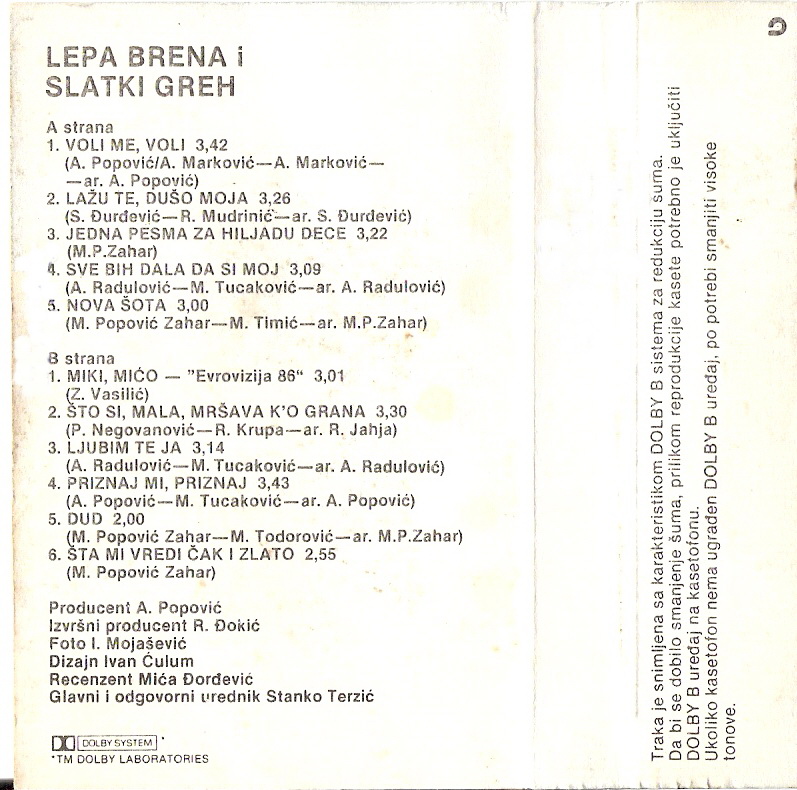 LEPA BRENA i
SLATKI GREH
A strana
1. VOLI ME, VOLI 3,42
(A. Popović/A. Marković—A. Marković—
—ar. A. Popović)
2. LAŽU TE, DUŠO MOJA 3,26
(S. Đurđević—R. Mudrinić—ar. S. Đurđević)
3. JEDNA PESMA ZA HILJADU DECE 3,22
(M.P.Zahar)
4. SVE BIH DALA DA SI MOJ 3,09
(A. Radulović—M. Tucaković—ar. A. Radulović)
5. NOVA ŠOTA 3,00
(M. Popović Zahar—M. Timić—ar. M.P.Zahar)
B strana
1. MIKI, MIĆO — "Evrovizija 86“ 3,01
(Z. Vasilić)
2. ŠTO SI, MALA, MRŠAVA K'O GRANA 3,30
(P. Negovanović—R. Krupa—ar. R. Jahja)
3. LJUBIM TE JA 3,14
(A. Radulović—M. Tucaković—ar. A. Radulović)
4. PRIZNAJ MI, PRIZNAJ 3,43
(A. Popović—M. Tucaković—ar. A. Popović)
5. DUD 2,00
(M. Popović Zahar—M. Todorović—ar. M.P.Zahar)
6. ŠTA MI VREDI ČAK I ZLATO 2,55
(M. Popović Zahar)
Producent A. Popović
Izvršni producent R. Đokić
Foto I. Mojašević
Dizajn Ivan Ćulum
Recenzent Mića Đorđević
Glavni i odgovorni urednik Stanko Terzić
DOLBY SYSTEM *
*TM DOLBY LABORATORIES
Traka je snimljena sa karakteristikom DOLBY B sistema za redukciju šuma.
Da bi se dobilo smanjenje šuma, prilikom reprodukcije kasete potrebno je uključiti
DOLBY B uređaj na kasetofonu.
Ukoliko kasetofon nema ugrađen DOLBY B uređaj, po potrebi smanjiti visoke
tonove.